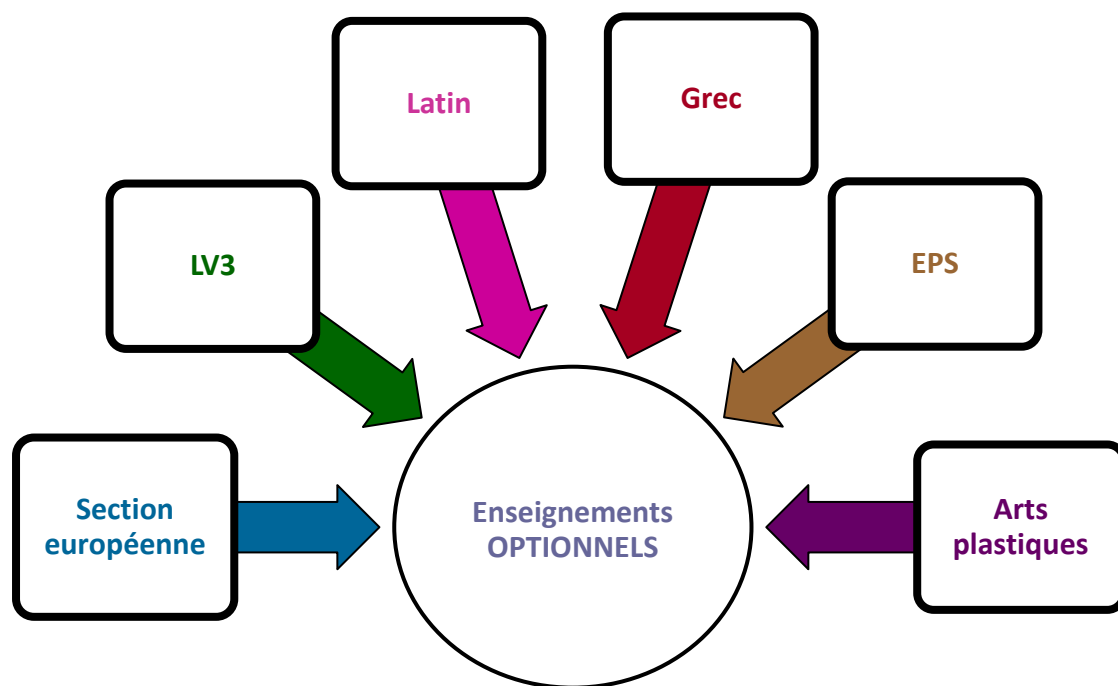 Latin
Grec
LV3
EPS
Section
européenne
Enseignements
OPTIONNELS
Arts
plastiques